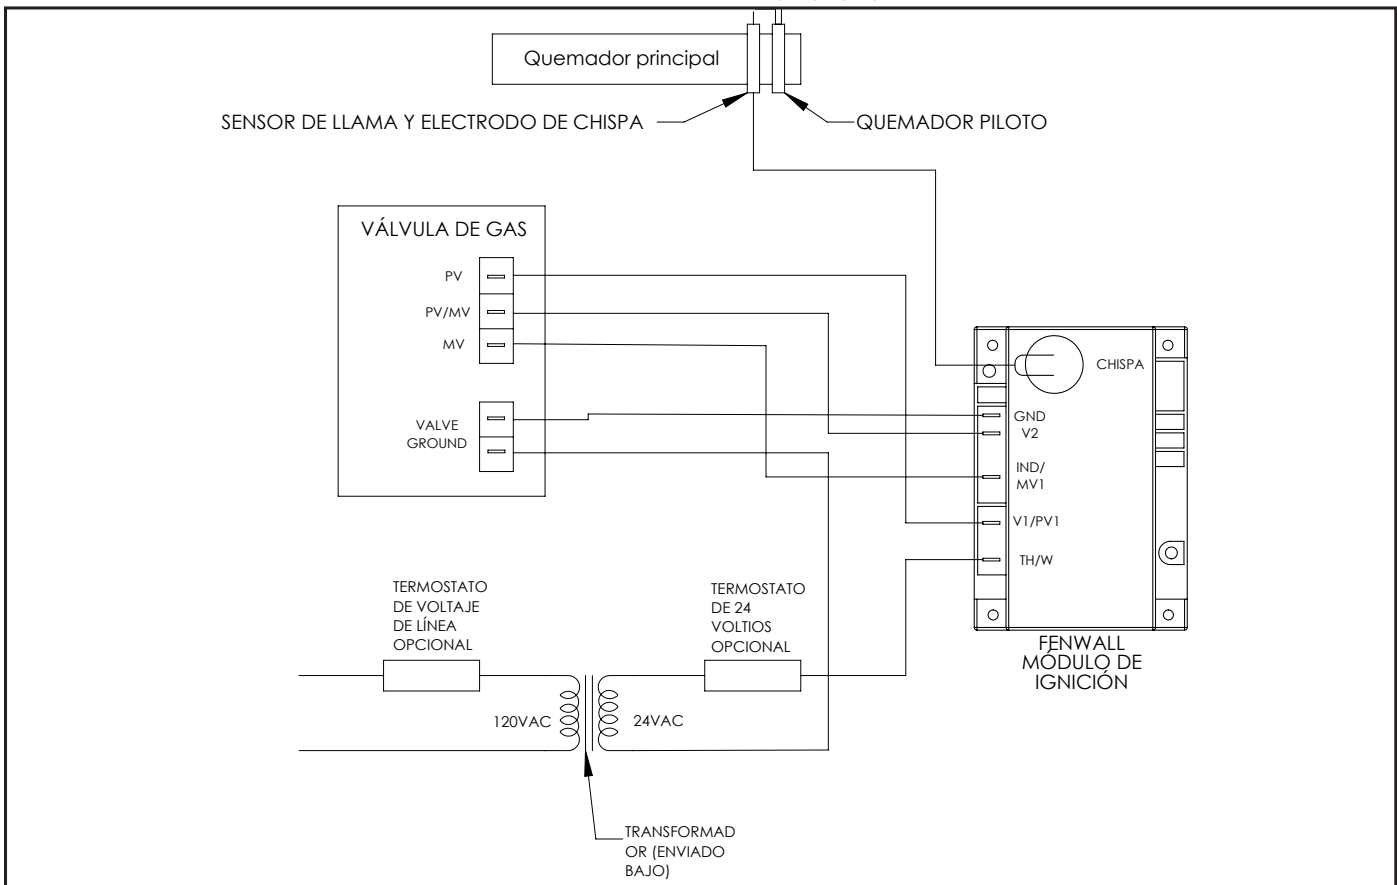 Quemador principal
SENSOR DE LLAMA Y ELECTRODO DE CHISPA
QUEMADOR PILOTO
VÁLVULA DE GAS
PV
PV/MV
MV
VALVE
GROUND
CHISPA
GND
V2
IND/
MV1
V1/PV1
TH/W
FENWALL
MÓDULO DE
IGNICIÓN
TERMOSTATO
DE VOLTAJE
DE LÍNEA
OPCIONAL
TERMOSTATO
DE 24
VOLTIOS
OPCIONAL
120VAC
24VAC
TRANSFORMAD
OR (ENVIADO
BAJO)